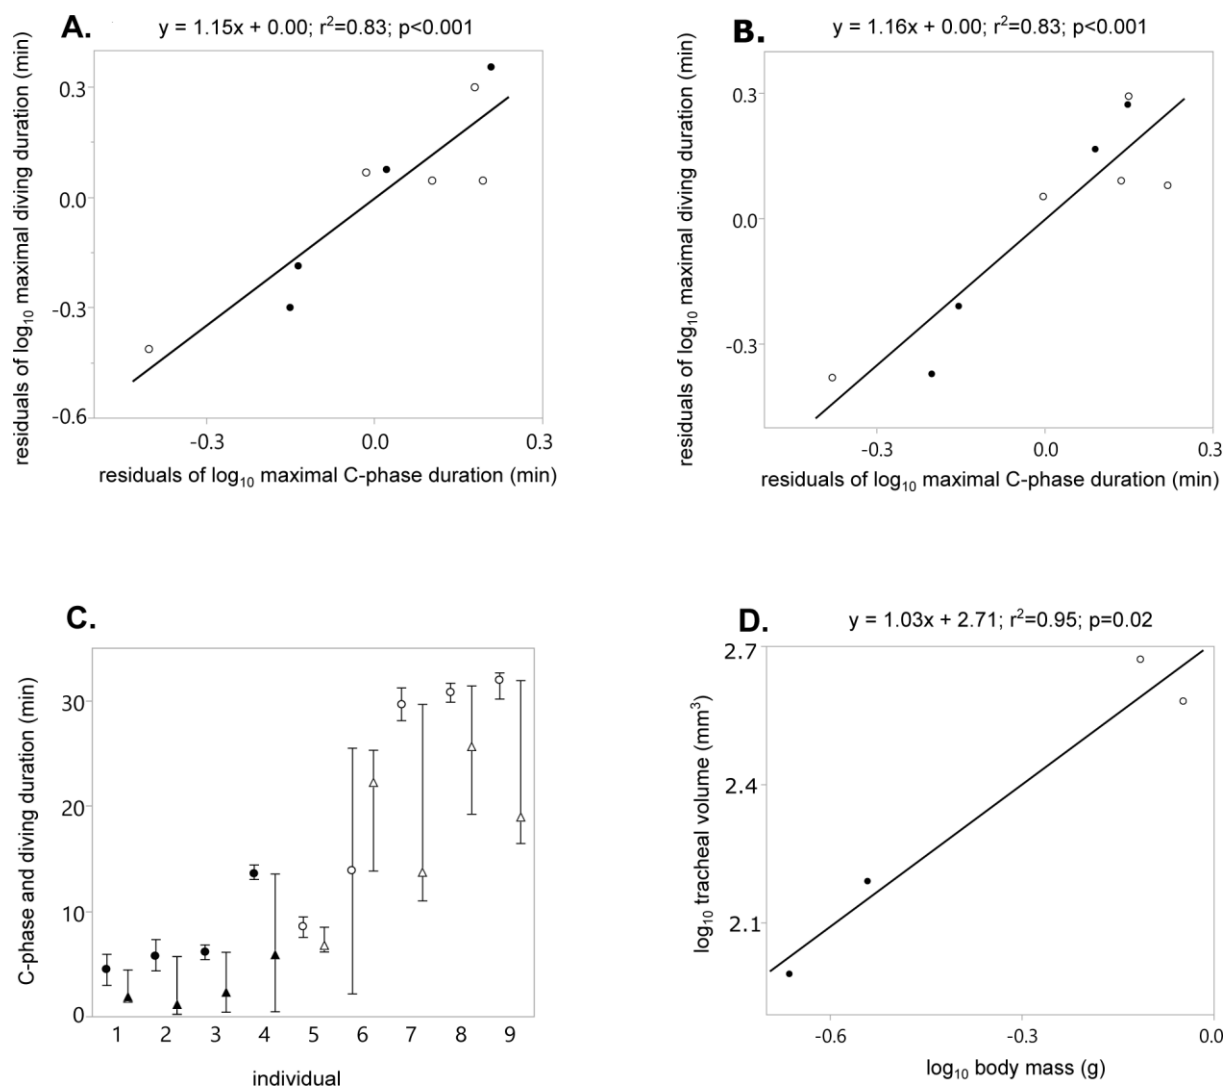 A.
y = 1.15x + 0.00; r²=0.83; p<0.001
residuals of log₁₀ maximal diving duration (min)
0.3
0.0
-0.3
-0.6
-0.3
0.0
0.3
residuals of log₁₀ maximal C-phase duration (min)
B.
y = 1.16x + 0.00; r²=0.83; p<0.001
residuals of log₁₀ maximal diving duration (min)
0.3
0.0
-0.3
-0.3
0.0
0.3
residuals of log₁₀ maximal C-phase duration (min)
C.
C-phase and diving duration (min)
30
20
10
0
1 2 3 4 5 6 7 8 9
individual
D.
y = 1.03x + 2.71; r²=0.95; p=0.02
log₁₀ tracheal volume (mm³)
2.7
2.4
2.1
-0.6
-0.3
0.0
log₁₀ body mass (g)